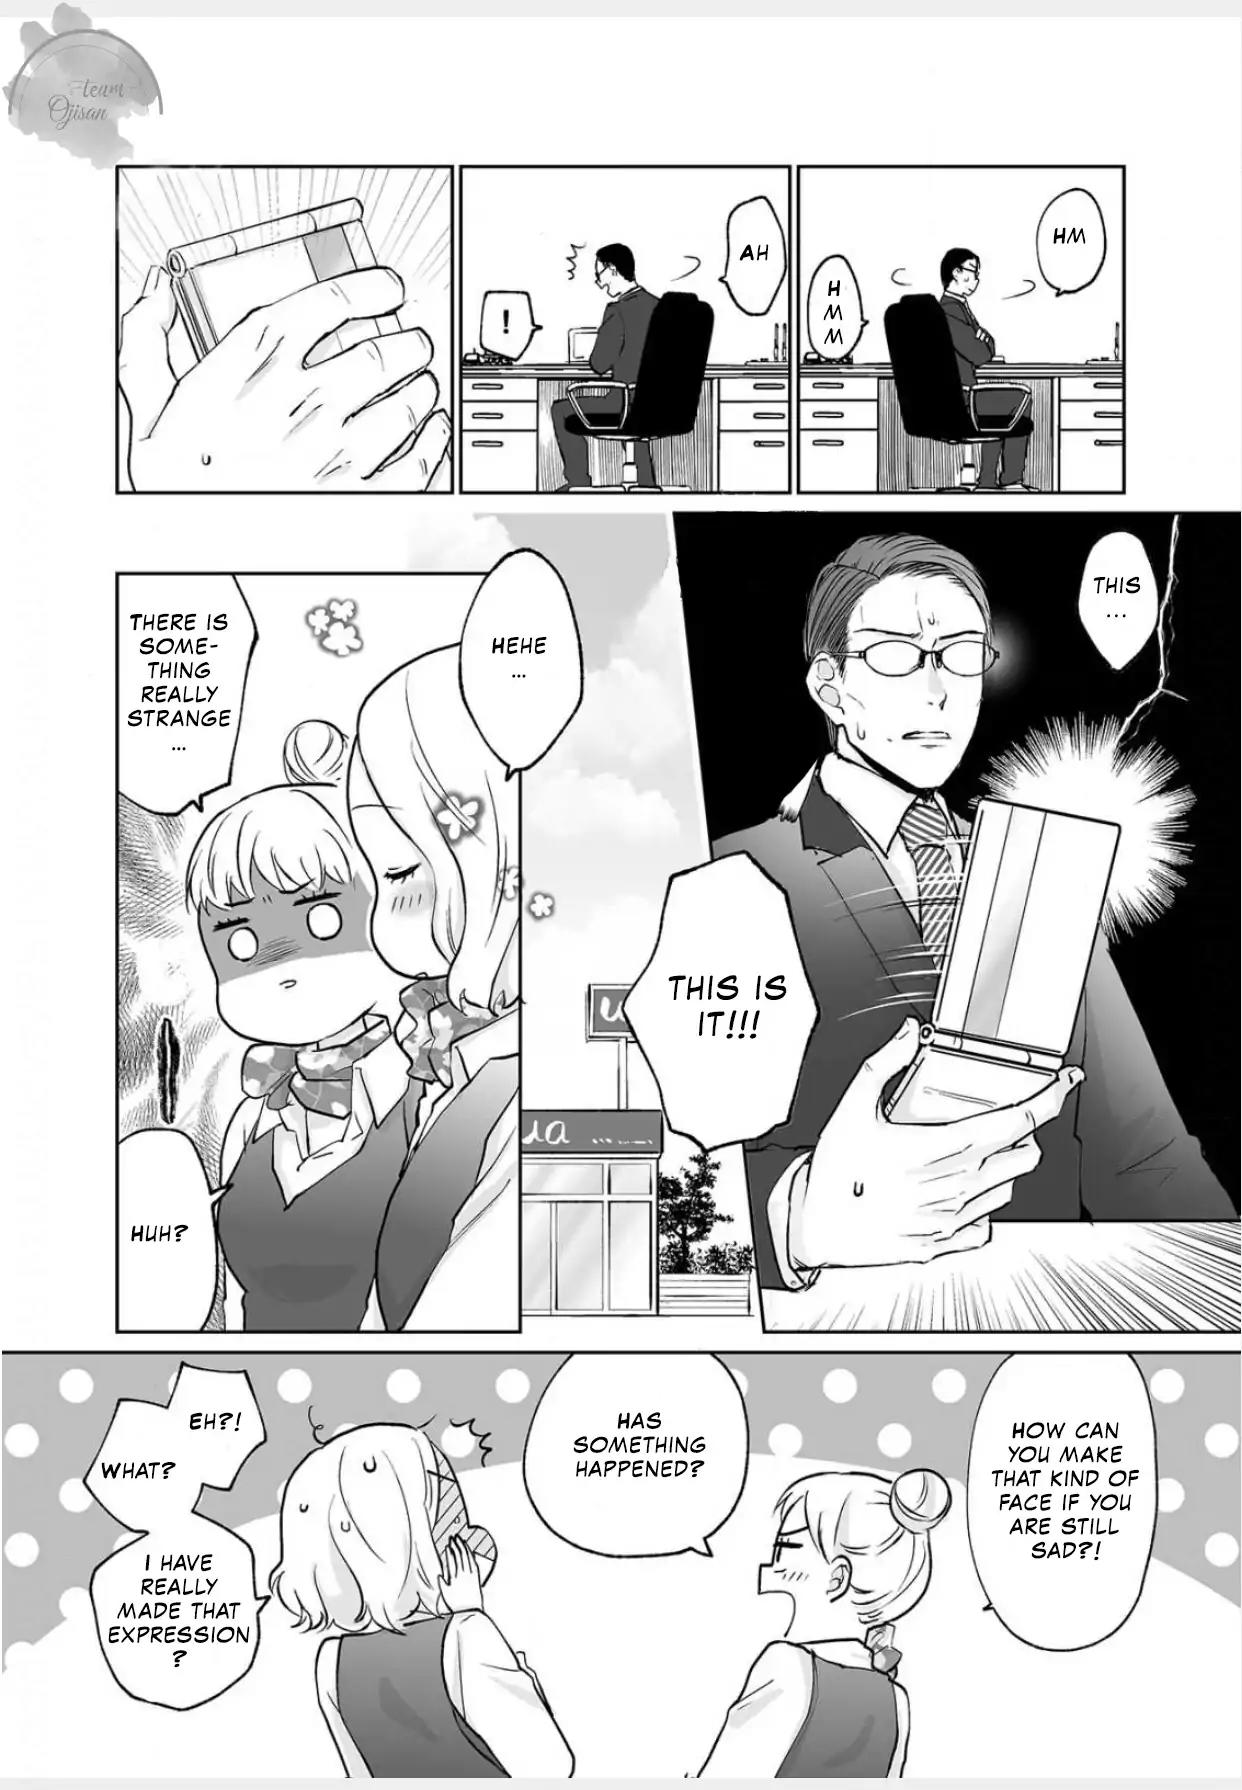 team
Ojisan
HM
H
M
M
AH
!
THIS
...
THIS IS
IT!!!
HEHE
...
THERE IS
SOME-
THING
REALLY
STRANGE
...
HUH?
HOW CAN
YOU MAKE
THAT KIND OF
FACE IF YOU
ARE STILL
SAD?!
HAS
SOMETHING
HAPPENED?
EH?!
WHAT?
I HAVE
REALLY
MADE THAT
EXPRESSION
?